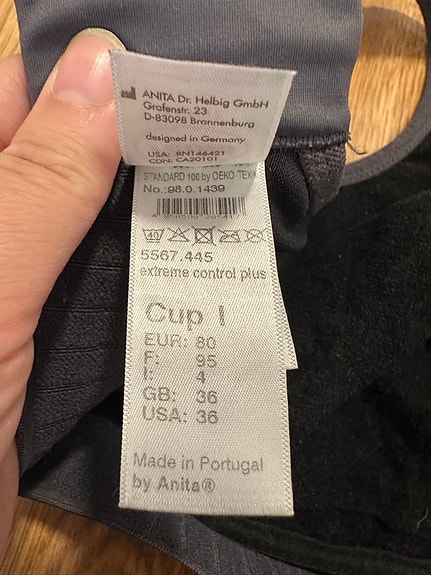 ANITA Dr. Helbig GmbH
Grafenstr. 23
D-83098 Brannenburg
designed in Germany
USA: RN146421
CDN: CA20101
STANDARD 100 by OEKO-TEX
No.:98.0.1439
40
5567.445
extreme control plus
Cup I
EUR: 80
F: 95
I: 4
GB: 36
USA: 36
Made in Portugal
by Anita®